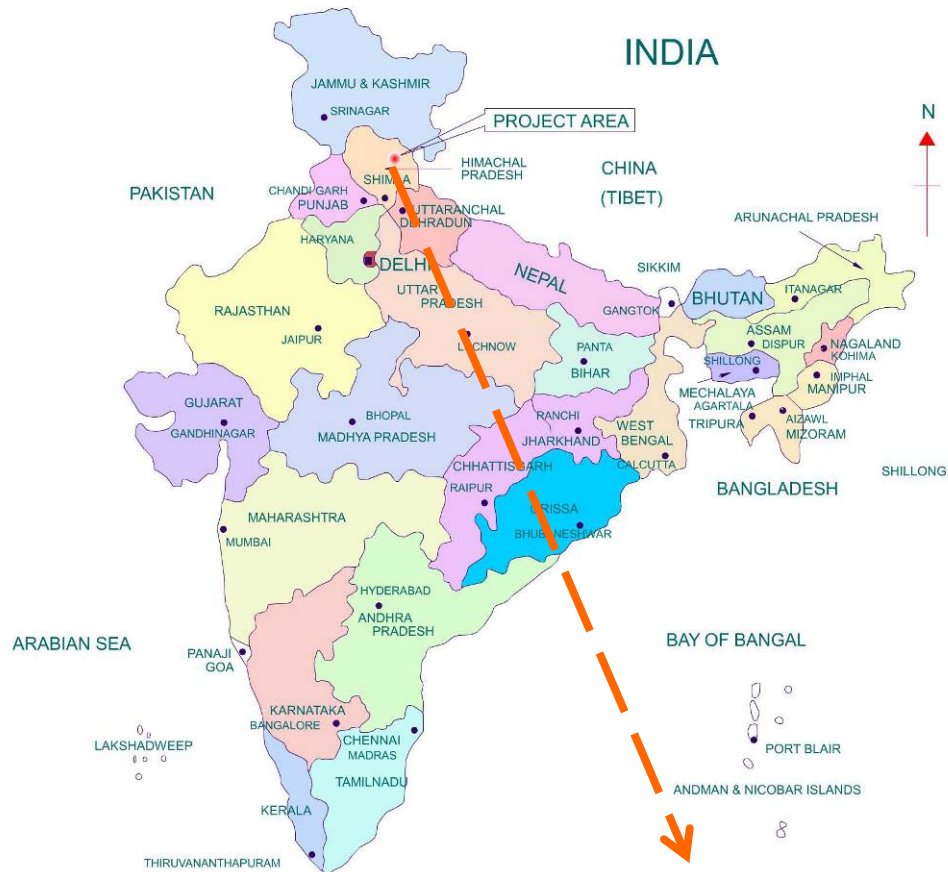 INDIA
JAMMU & KASHMIR
SRINAGAR
PROJECT AREA
N
HIMACHAL
PRADESH
CHINA
(TIBET)
PAKISTAN
SHIMLA
CHANDI GARH
PUNJAB
UTTARANCHAL
DEHRADUN
HARYANA
DELHI
ARUNACHAL PRADESH
NEPAL
SIKKIM
UTTAR
PRADESH
GANGTOK
BHUTAN
ITANAGAR
RAJASTHAN
JAIPUR
LUCHNOW
PANTA
BIHAR
ASSAM
DISPUR
NAGALAND
KOHIMA
SHILLONG
IMPHAL
MANIPUR
MECHALAYA
AGARTALA
TRIPURA
AIZAWL
MIZORAM
GUJARAT
GANDHINAGAR
BHOPAL
MADHYA PRADESH
RANCHI
JHARKHAND
WEST
BENGAL
CALCUTTA
CHHATTISGARH
RAIPUR
SHILLONG
BANGLADESH
ORISSA
BHUBANESHWAR
MAHARASHTRA
MUMBAI
HYDERABAD
ANDHRA
PRADESH
ARABIAN SEA
PANAJI
GOA
BAY OF BANGAL
KARNATAKA
BANGALORE
CHENNAI
MADRAS
LAKSHADWEEP
PORT BLAIR
TAMILNADU
ANDMAN & NICOBAR ISLANDS
KERALA
THIRUVANANTHAPURAM